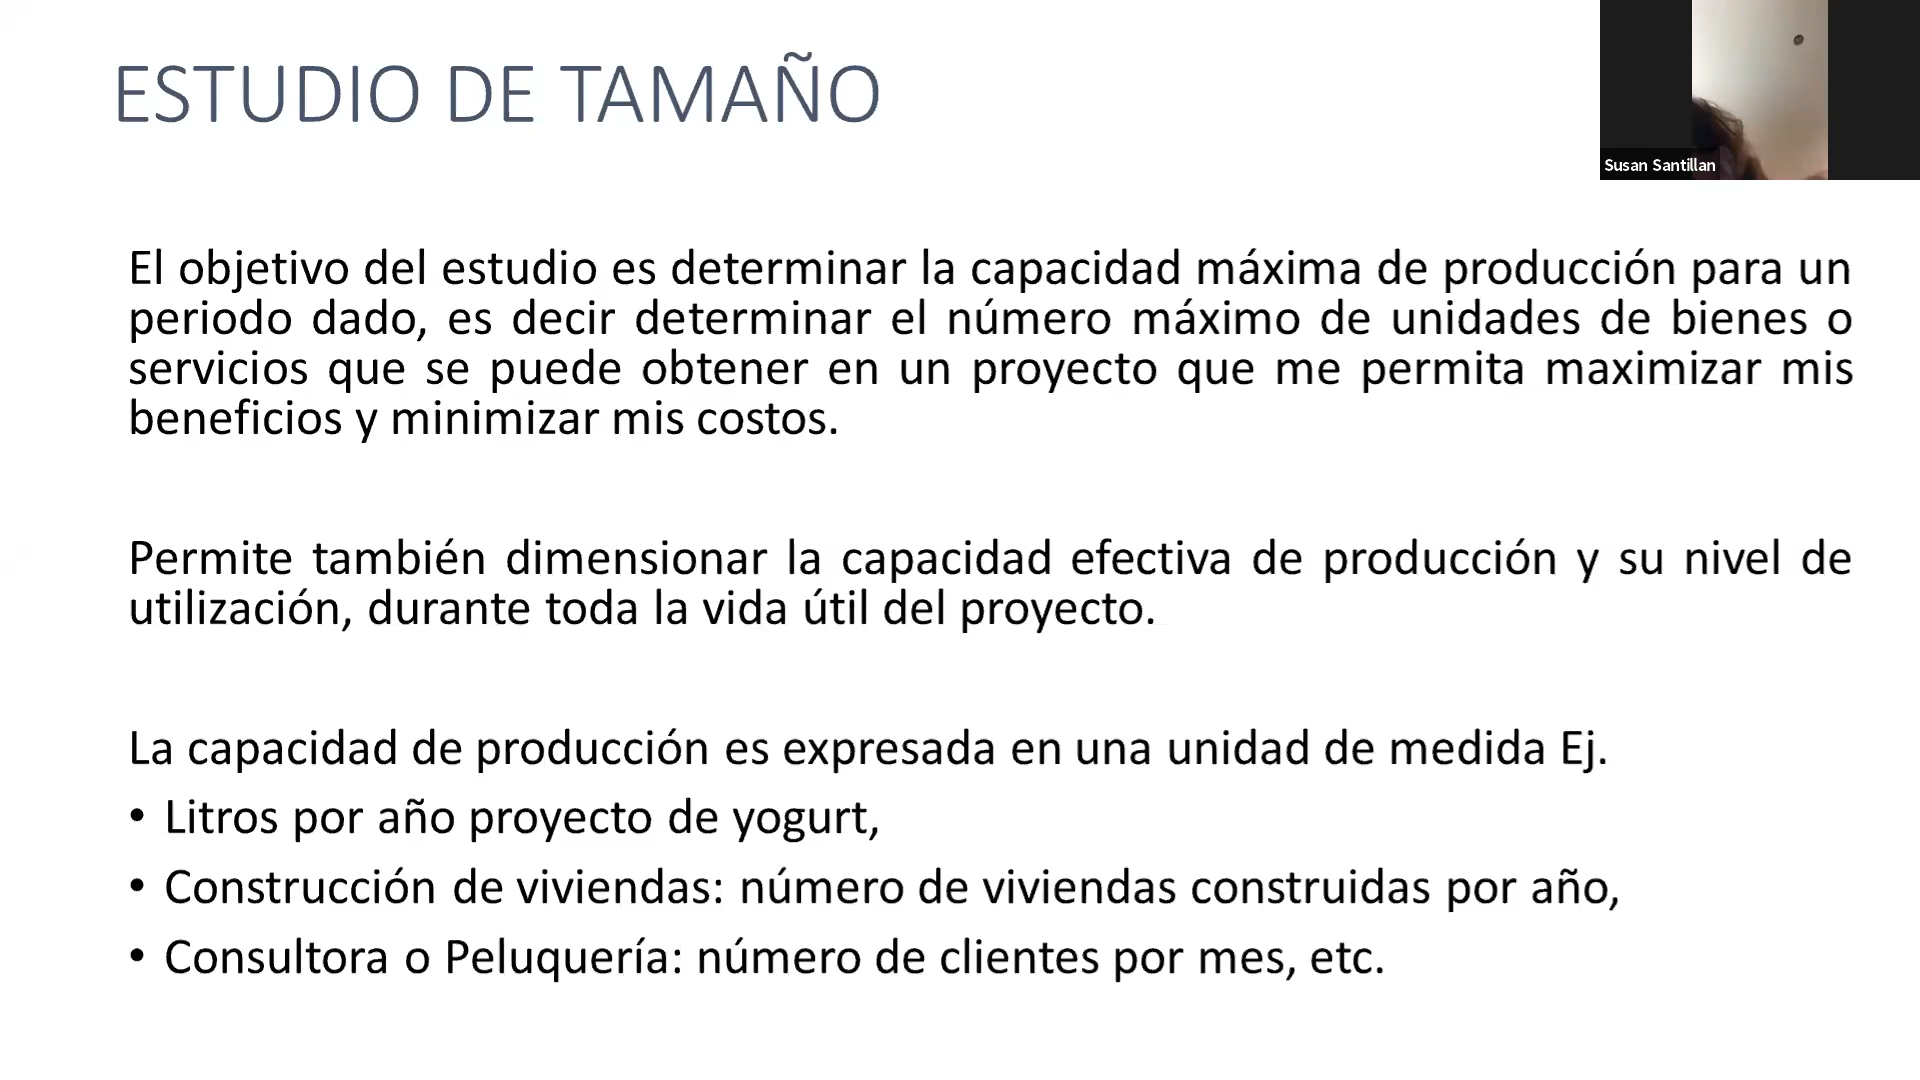 ESTUDIO DE TAMAÑO
Susan Santillan
El objetivo del estudio es determinar la capacidad máxima de producción para un
periodo dado, es decir determinar el número máximo de unidades de bienes o
servicios que se puede obtener en un proyecto que me permita maximizar mis
beneficios y minimizar mis costos.
Permite también dimensionar la capacidad efectiva de producción y su nivel de
utilización, durante toda la vida útil del proyecto.
La capacidad de producción es expresada en una unidad de medida Ej.
• Litros por año proyecto de yogurt,
• Construcción de viviendas: número de viviendas construidas por año,
• Consultora o Peluquería: número de clientes por mes, etc.